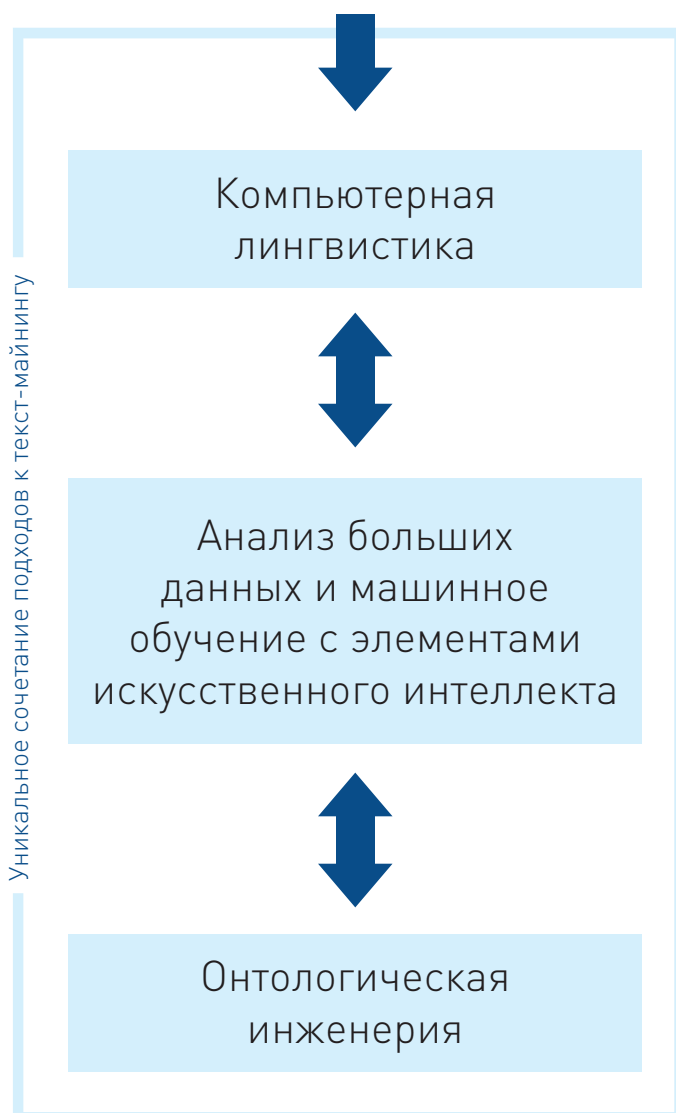 Уникальное сочетание подходов к текст-майнингу
Компьютерная
лингвистика
Анализ больших
данных и машинное
обучение с элементами
искусственного интеллекта
Онтологическая
инженерия